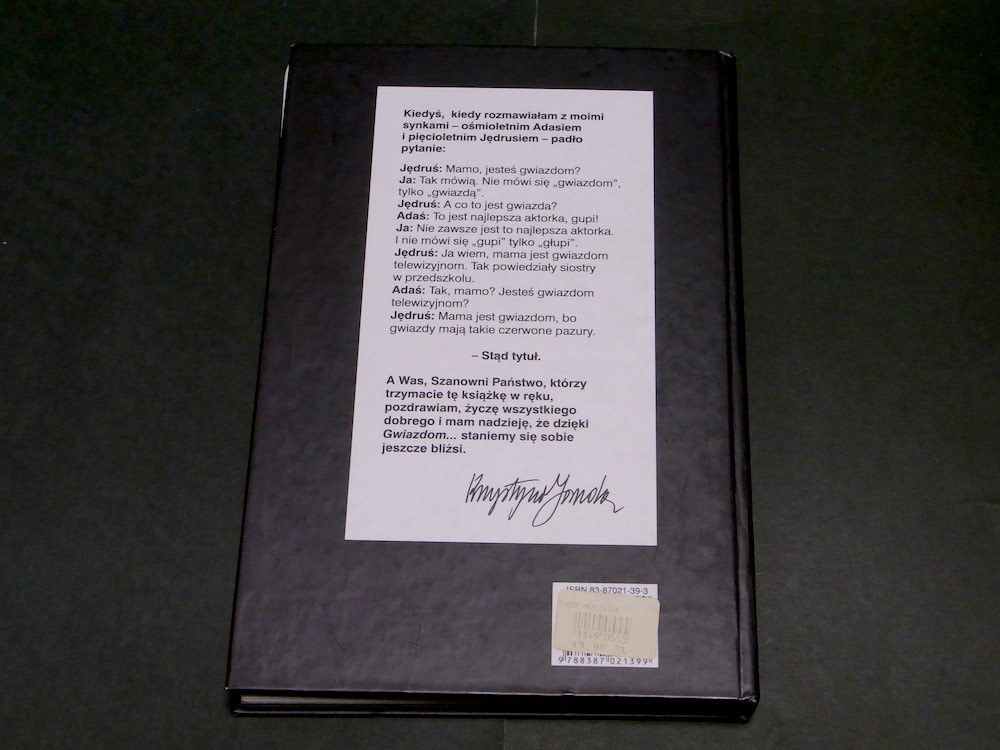 Kiedyś, kiedy rozmawiałam z moimi
synkami – ośmioletnim Adasiem
i pięcioletnim Jędrusiem – padło
pytanie:
Jędruś: Mamo, jesteś gwiazdom?
Ja: Tak mówią. Nie mówi się „gwiazdom”,
tylko „gwiazdą”.
Jędruś: A co to jest gwiazda?
Adaś: To jest najlepsza aktorka, gupi!
Ja: Nie zawsze jest to najlepsza aktorka.
I nie mówi się „gupi” tylko „głupi”.
Jędruś: Ja wiem, mama jest gwiazdom
telewizyjnom. Tak powiedziały siostry
w przedszkolu.
Adaś: Tak, mamo? Jesteś gwiazdom
telewizyjnom?
Jędruś: Mama jest gwiazdom, bo
gwiazdy mają takie czerwone pazury.
– Stąd tytuł.
A Was, Szanowni Państwo, którzy
trzymacie tę książkę w ręku,
pozdrawiam, życzę wszystkiego
dobrego i mam nadzieję, że dzięki
Gwiazdom... staniemy się sobie
jeszcze bliżsi.
Krystyna Janda
ISBN 83-87021-39-3
9 788387 021399